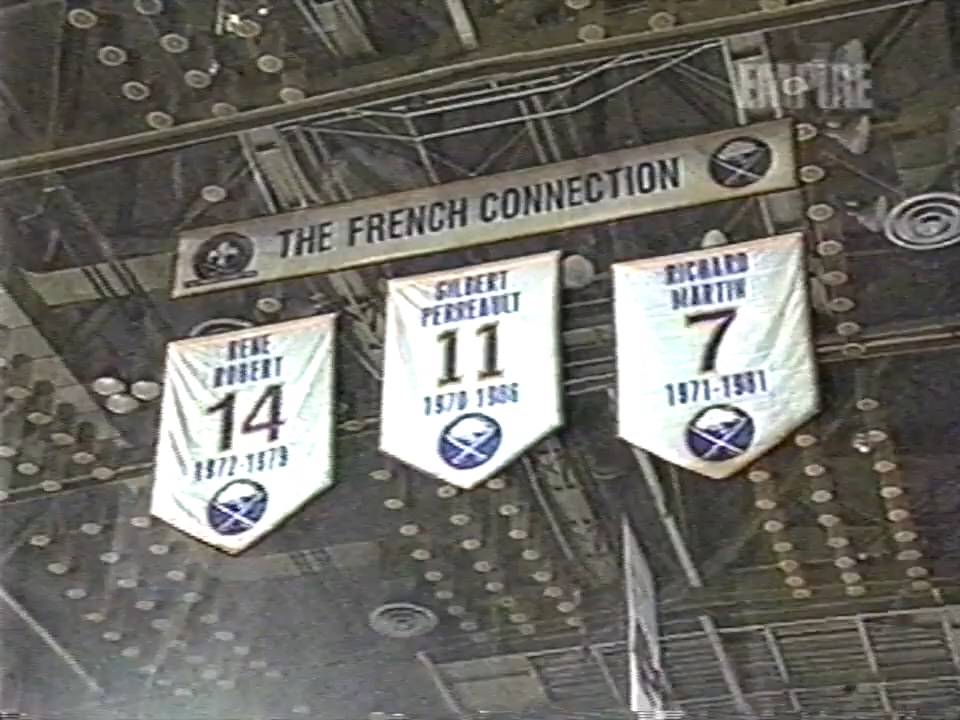 EMPIRE
THE FRENCH CONNECTION
RENE
ROBERT
14
1972-1979
GILBERT
PERREAULT
11
1970-1986
RICHARD
MARTIN
7
1971-1981